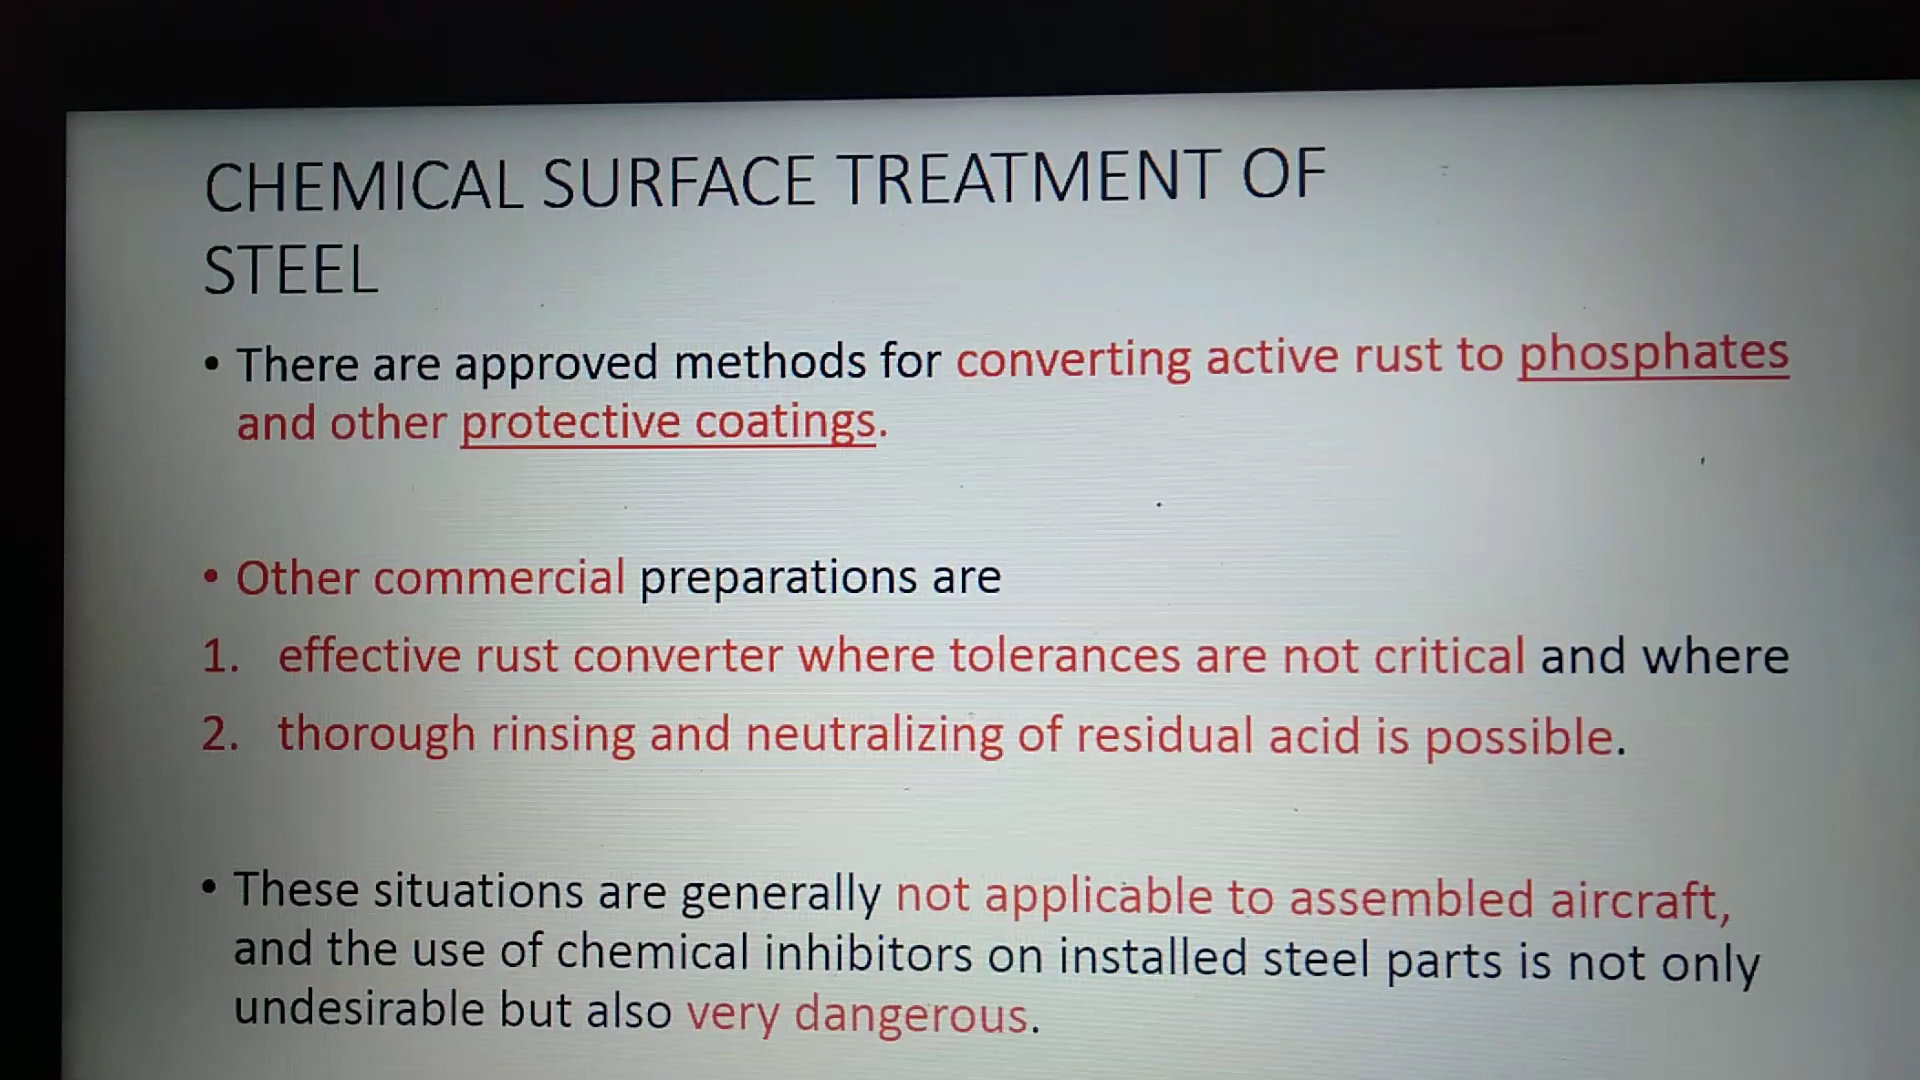 CHEMICAL SURFACE TREATMENT OF
STEEL
• There are approved methods for converting active rust to phosphates
and other protective coatings.
• Other commercial preparations are
1. effective rust converter where tolerances are not critical and where
2. thorough rinsing and neutralizing of residual acid is possible.
• These situations are generally not applicable to assembled aircraft,
and the use of chemical inhibitors on installed steel parts is not only
undesirable but also very dangerous.